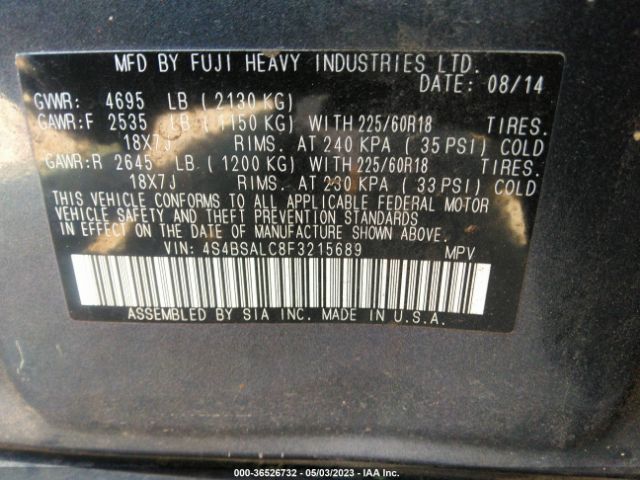 MFD BY FUJI HEAVY INDUSTRIES LTD.
DATE: 08/14
GVWR: 4695 LB ( 2130 KG)
GAWR:F 2535 LB ( 1150 KG) WITH 225/60R18 TIRES.
18X7J RIMS. AT 240 KPA ( 35 PSI) COLD
GAWR:R 2645 LB. ( 1200 KG) WITH 225/60R18 TIRES.
18X7J RIMS. AT 230 KPA ( 33 PSI) COLD
THIS VEHICLE CONFORMS TO ALL APPLICABLE FEDERAL MOTOR
VEHICLE SAFETY AND THEFT PREVENTION STANDARDS
IN EFFECT ON THE DATE OF MANUFACTURE SHOWN ABOVE.
VIN: 4S4BSALC8F3215689 MPV
ASSEMBLED BY SIA INC. MADE IN U.S.A.
000-36526732 - 05/03/2023 - IAA Inc.